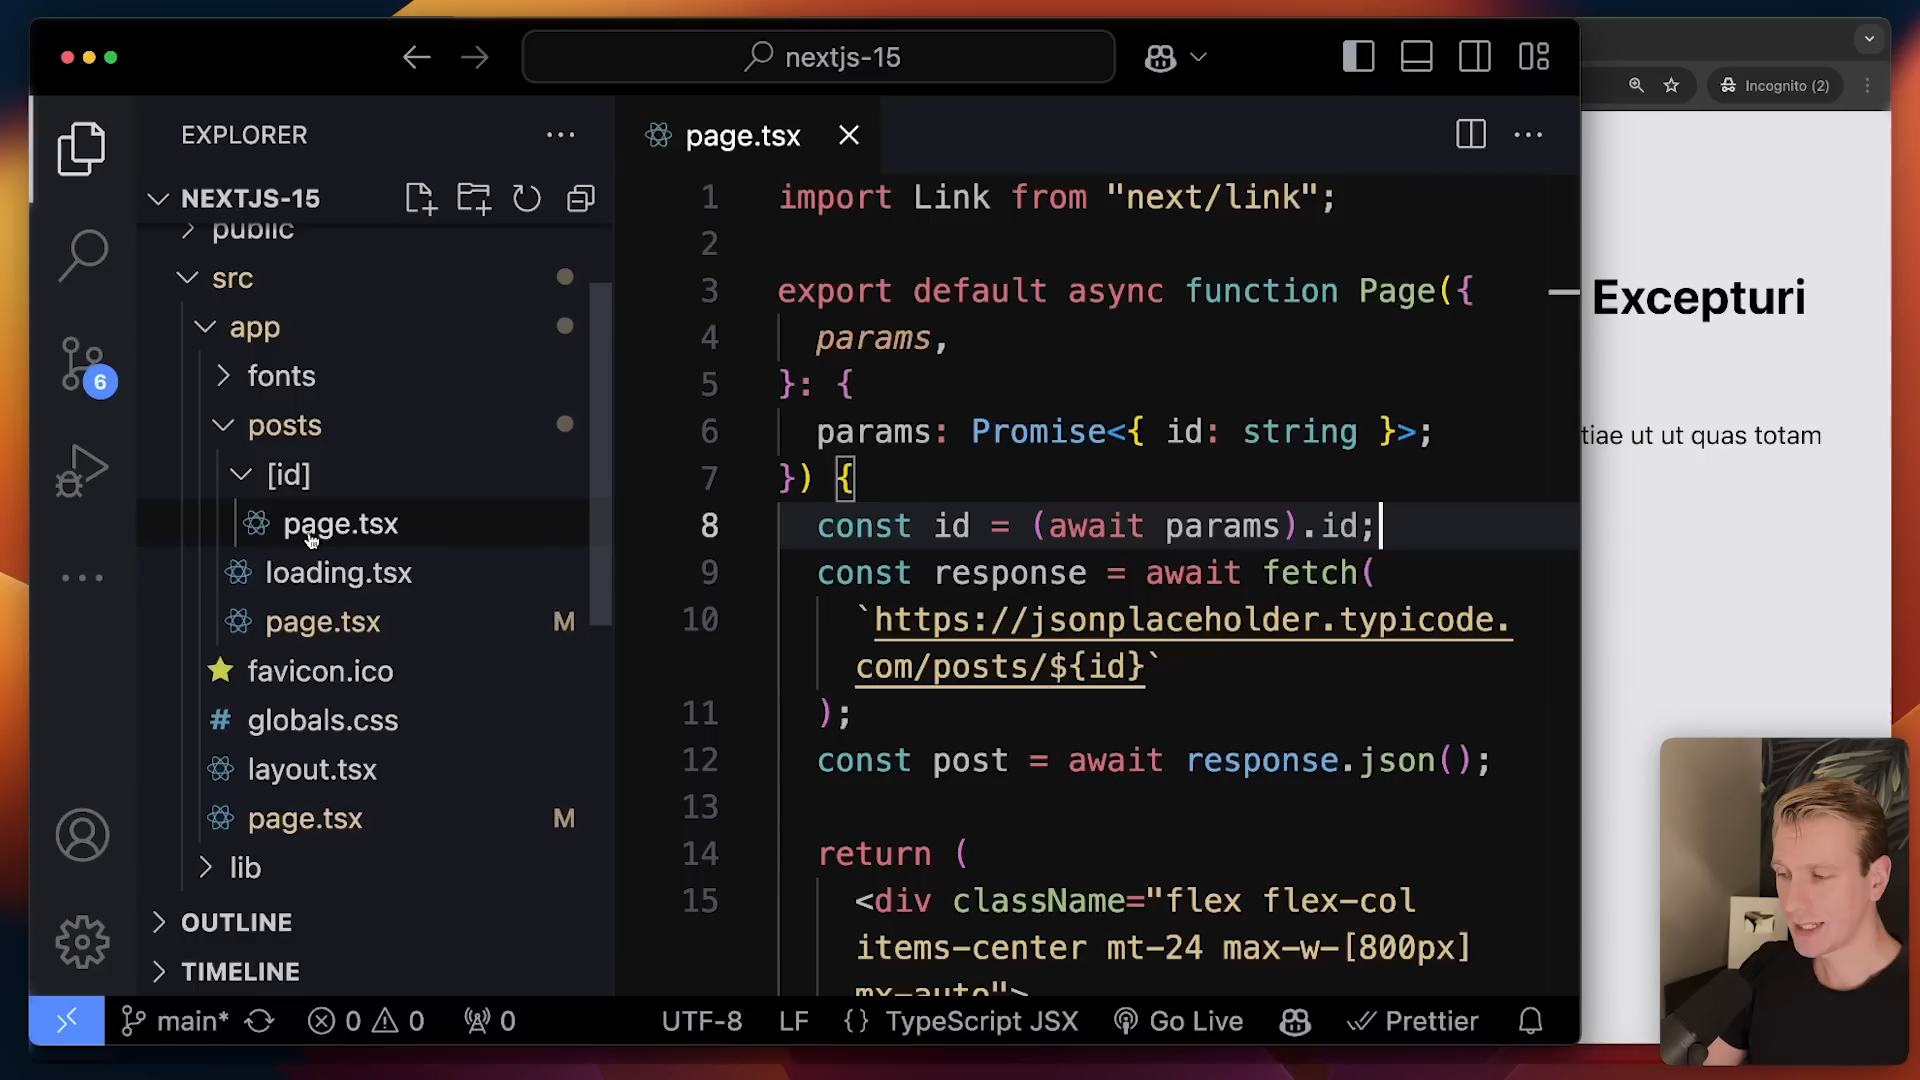 nextjs-15
Incognito (2)
EXPLORER
page.tsx
NEXTJS-15
public
src
app
fonts
posts
[id]
page.tsx
loading.tsx
page.tsx M
favicon.ico
# globals.css
layout.tsx
page.tsx M
lib
OUTLINE
TIMELINE
6
1 import Link from "next/link";
2
3 export default async function Page({
4 params,
5 }: {
6 params: Promise<{ id: string }>;
7 }) {
8 const id = (await params).id;
9 const response = await fetch(
10 `https://jsonplaceholder.typicode.
com/posts/${id}`
11 );
12 const post = await response.json();
13
14 return (
15 <div className="flex flex-col
items-center mt-24 max-w-[800px]
mx-auto">
Excepturi
tiae ut ut quas totam
main* 0 0 0 UTF-8 LF {} TypeScript JSX Go Live Prettier